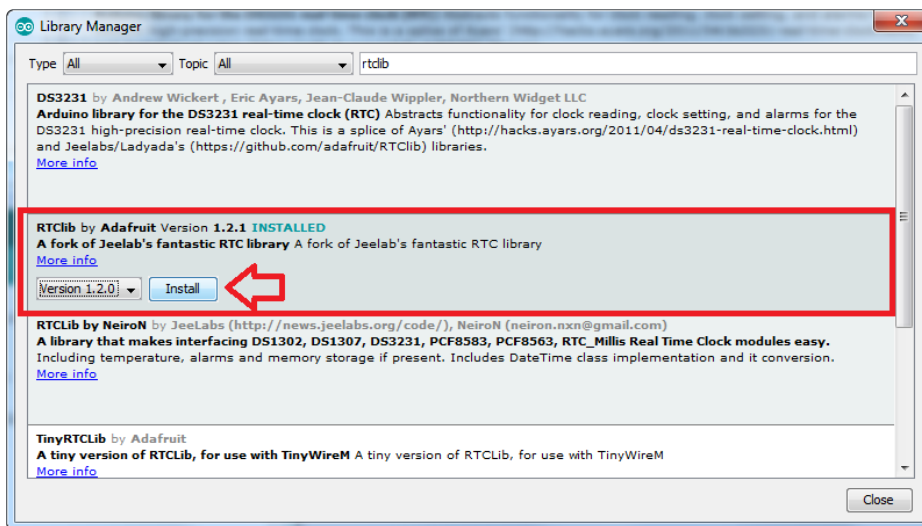 Library Manager
Type All Topic All rtclib
DS3231 by Andrew Wickert , Eric Ayars, Jean-Claude Wippler, Northern Widget LLC
Arduino library for the DS3231 real-time clock (RTC) Abstracts functionality for clock reading, clock setting, and alarms for the
DS3231 high-precision real-time clock. This is a splice of Ayars' (http://hacks.ayars.org/2011/04/ds3231-real-time-clock.html)
and Jeelabs/Ladyada's (https://github.com/adafruit/RTClib) libraries.
More info
RTClib by Adafruit Version 1.2.1 INSTALLED
A fork of Jeelab's fantastic RTC library A fork of Jeelab's fantastic RTC library
More info
Version 1.2.0 Install
RTCLib by NeiroN by JeeLabs (http://news.jeelabs.org/code/), NeiroN (neiron.nxn@gmail.com)
A library that makes interfacing DS1302, DS1307, DS3231, PCF8583, PCF8563, RTC_Millis Real Time Clock modules easy.
Including temperature, alarms and memory storage if present. Includes DateTime class implementation and it conversion.
More info
TinyRTCLib by Adafruit
A tiny version of RTCLib, for use with TinyWireM A tiny version of RTCLib, for use with TinyWireM
More info
Close